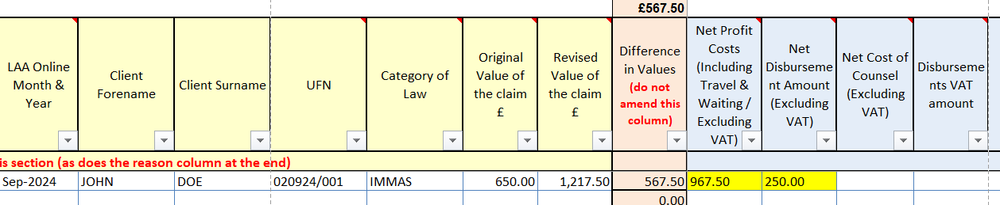 £567.50
LAA Online Month & Year
Client Forename
Client Surname
UFN
Category of Law
Original Value of the claim £
Revised Value of the claim £
Difference in Values (do not amend this column)
Net Profit Costs (Including Travel & Waiting / Excluding VAT)
Net Disburseme nt Amount (Excluding VAT)
Net Cost of Counsel (Excluding VAT)
Disburseme nts VAT amount
is section (as does the reason column at the end)
Sep-2024 JOHN DOE 020924/001 IMMAS 650.00 1,217.50 567.50 967.50 250.00
0.00